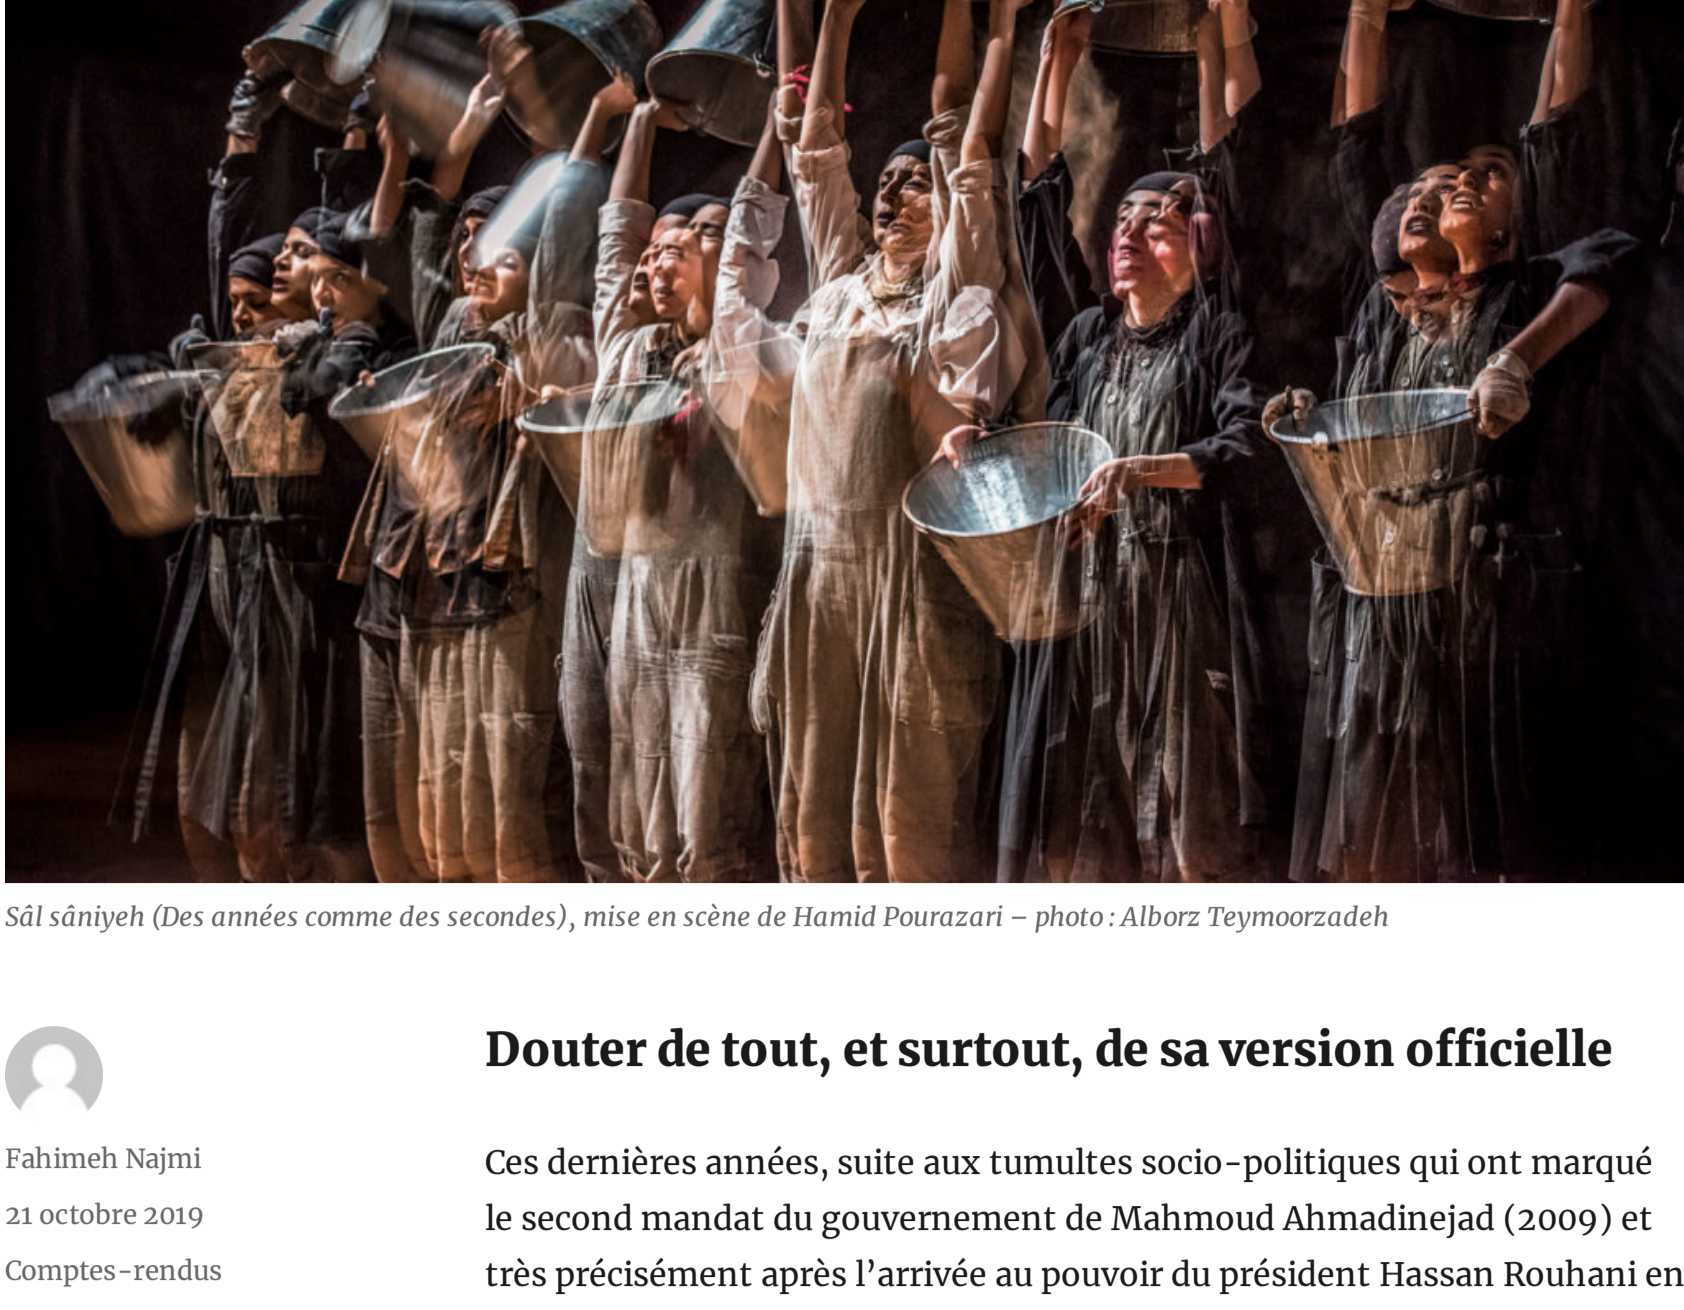 Sâl sâniyeh (Des années comme des secondes), mise en scène de Hamid Pourazari – photo : Alborz Teymoorzadeh
Douter de tout, et surtout, de sa version officielle
Fahimeh Najmi
21 octobre 2019
Comptes-rendus
Ces dernières années, suite aux tumultes socio-politiques qui ont marqué
le second mandat du gouvernement de Mahmoud Ahmadinejad (2009) et
très précisément après l’arrivée au pouvoir du président Hassan Rouhani en